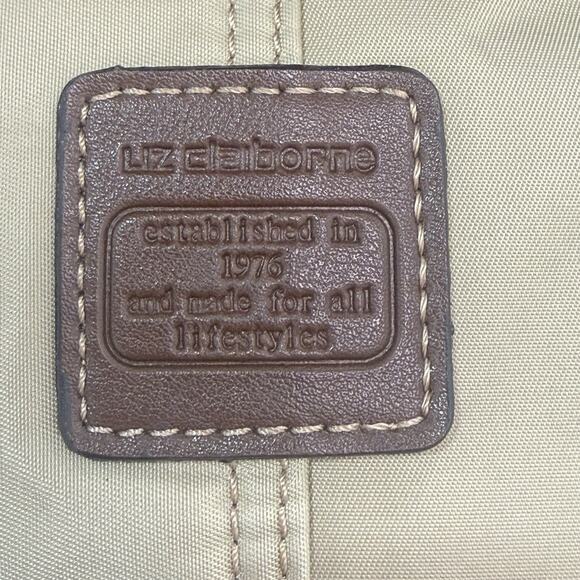 liz claiborne
established in
1976
and made for all
lifestyles